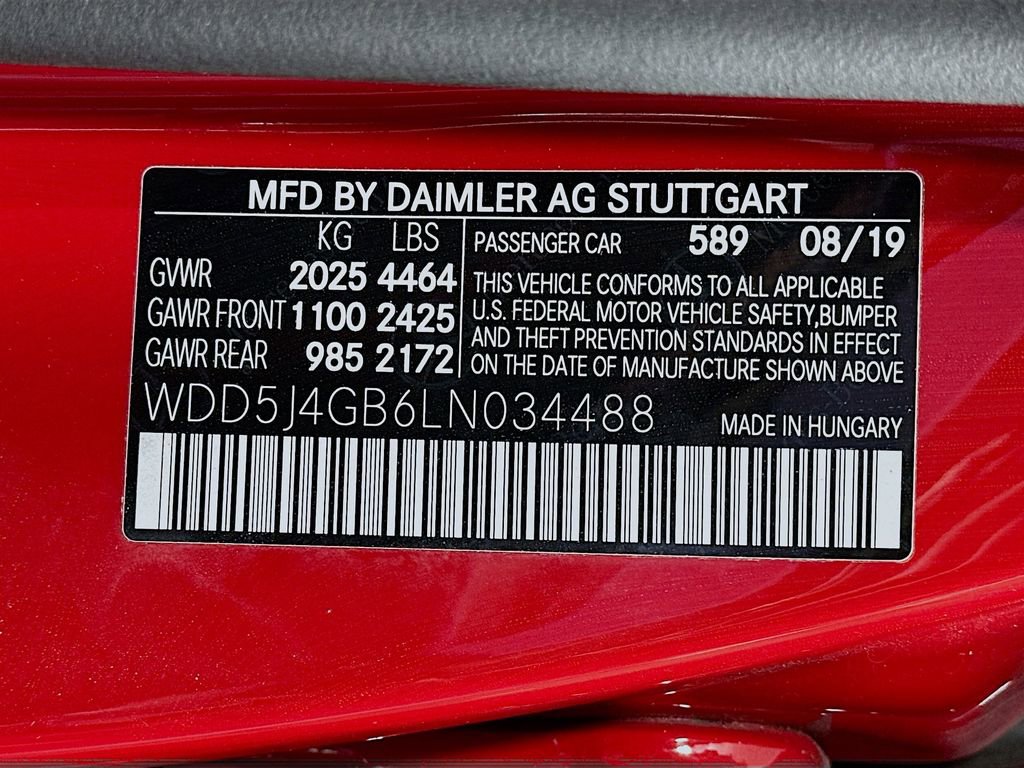 MFD BY DAIMLER AG STUTTGART
KG LBS
GVWR 2025 4464
GAWR FRONT 1100 2425
GAWR REAR 985 2172
PASSENGER CAR 589 08/19
THIS VEHICLE CONFORMS TO ALL APPLICABLE
U.S. FEDERAL MOTOR VEHICLE SAFETY,BUMPER
AND THEFT PREVENTION STANDARDS IN EFFECT
ON THE DATE OF MANUFACTURE SHOWN ABOVE
WDD5J4GB6LN034488
MADE IN HUNGARY